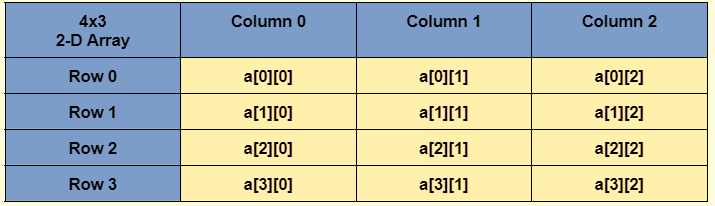 4x3 Column 0 Column 1 Column 2
2-D Array
Row 0 a[0][0] a[0][1] a[0][2]
Row 1 a[1][0] a[1][1] a[1][2]
Row 2 a[2][0] a[2][1] a[2][2]
Row 3 a[3][0] a[3][1] a[3][2]